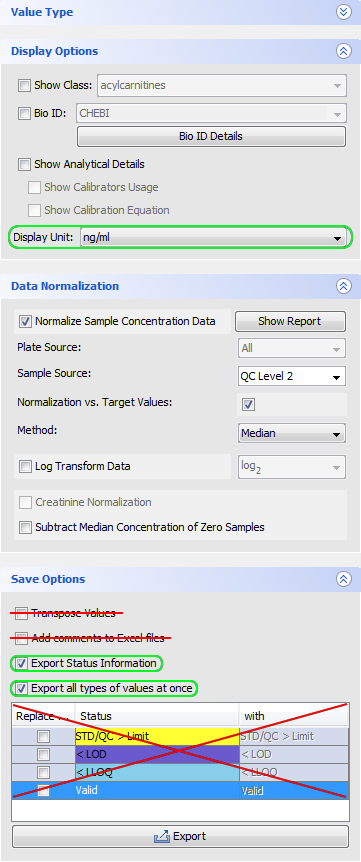 Value Type
Display Options
Show Class: acylcarnitines
Bio ID: CHEBI
Bio ID Details
Show Analytical Details
Show Calibrators Usage
Show Calibration Equation
Display Unit: ng/ml
Data Normalization
Normalize Sample Concentration Data Show Report
Plate Source: All
Sample Source: QC Level 2
Normalization vs. Target Values:
Method: Median
Log Transform Data log2
Creatinine Normalization
Subtract Median Concentration of Zero Samples
Save Options
Transpose Values
Add comments to Excel files
Export Status Information
Export all types of values at once
Replace ... Status with
STD/QC > Limit STD/QC > Limit
< LOD < LOD
< LLOQ < LLOQ
Valid Valid
Export